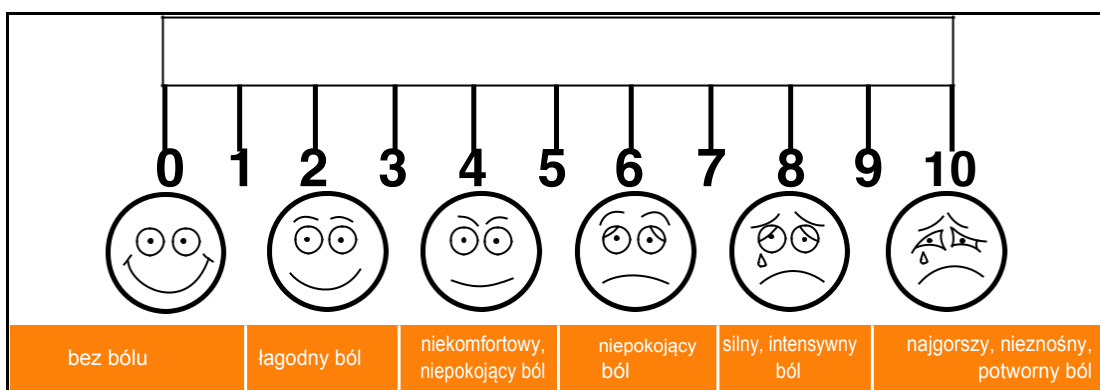 0 1 2 3 4 5 6 7 8 9 10
bez bólu
łagodny ból
niekomfortowy,
niepokojący ból
niepokojący
ból
silny, intensywny
ból
najgorszy, nieznośny,
potworny ból